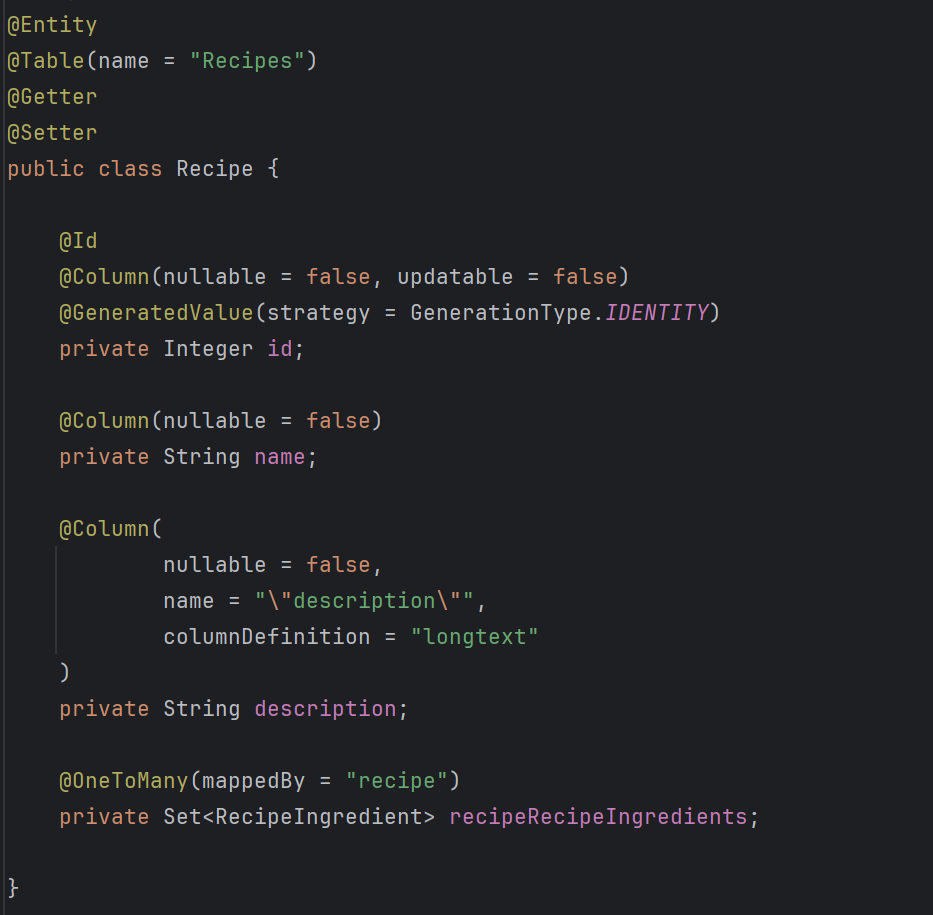 @Entity
@Table(name = "Recipes")
@Getter
@Setter
public class Recipe {
@Id
@Column(nullable = false, updatable = false)
@GeneratedValue(strategy = GenerationType.IDENTITY)
private Integer id;
@Column(nullable = false)
private String name;
@Column(
nullable = false,
name = "\"description\"",
columnDefinition = "longtext"
)
private String description;
@OneToMany(mappedBy = "recipe")
private Set<RecipeIngredient> recipeRecipeIngredients;
}